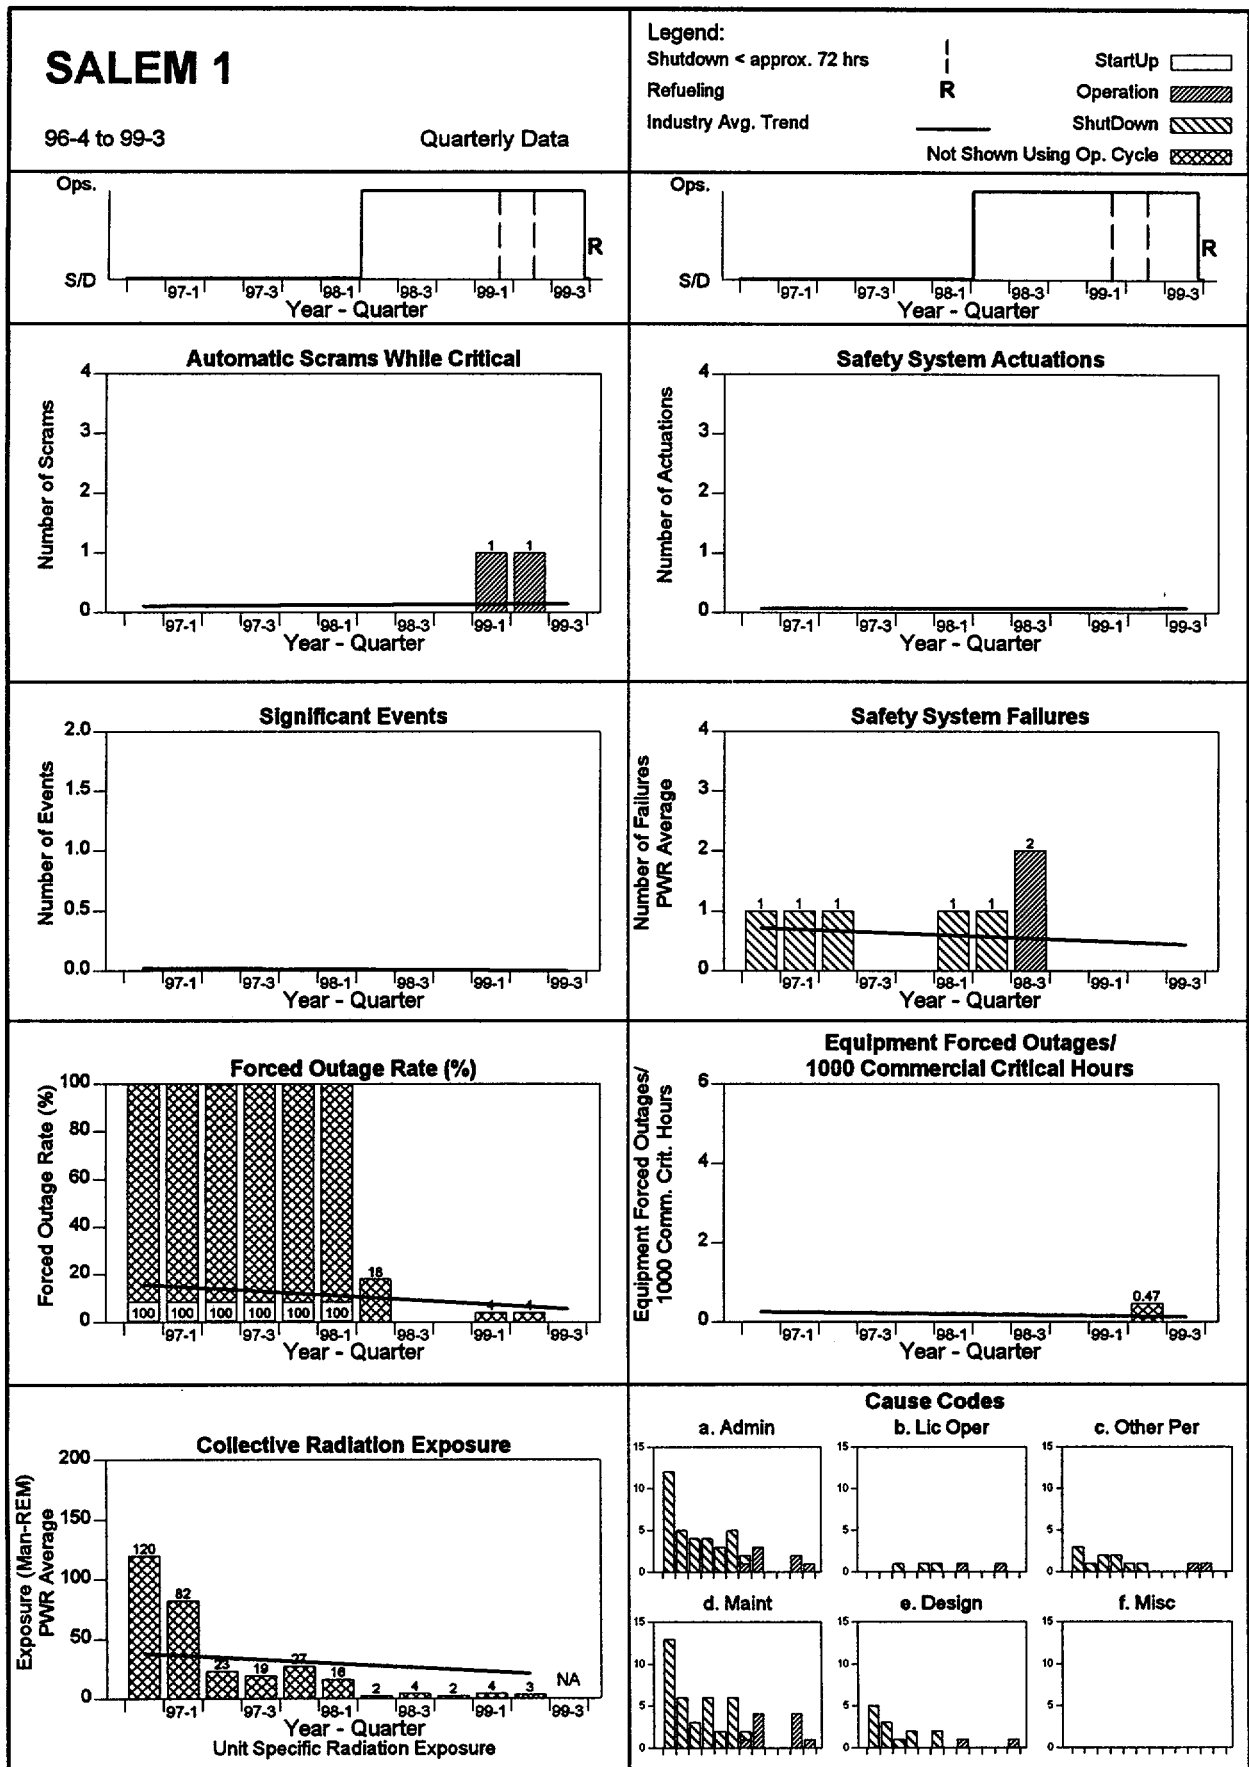 SALEM 1
96-4 to 99-3 Quarterly Data
Legend:
Shutdown < approx. 72 hrs
Refueling R
Industry Avg. Trend
StartUp
Operation
ShutDown
Not Shown Using Op. Cycle
Ops.
S/D
R
97-1 97-3 98-1 98-3 99-1 99-3
Year - Quarter
Ops.
S/D
R
97-1 97-3 98-1 98-3 99-1 99-3
Year - Quarter
Automatic Scrams While Critical
Number of Scrams
4
3
2
1
0
1 1
97-1 97-3 98-1 98-3 99-1 99-3
Year - Quarter
Safety System Actuations
Number of Actuations
4
3
2
1
0
97-1 97-3 98-1 98-3 99-1 99-3
Year - Quarter
Significant Events
Number of Events
2.0
1.5
1.0
0.5
0.0
97-1 97-3 98-1 98-3 99-1 99-3
Year - Quarter
Safety System Failures
Number of Failures
PWR Average
4
3
2
1
0
1 1 1 1 1 2
97-1 97-3 98-1 98-3 99-1 99-3
Year - Quarter
Forced Outage Rate (%)
Forced Outage Rate (%)
100
80
60
40
20
0
100 100 100 100 100 100 18 4 4
97-1 97-3 98-1 98-3 99-1 99-3
Year - Quarter
Equipment Forced Outages/
1000 Commercial Critical Hours
Equipment Forced Outages/
1000 Comm. Crit. Hours
6
4
2
0
0.47
97-1 97-3 98-1 98-3 99-1 99-3
Year - Quarter
Collective Radiation Exposure
Exposure (Man-REM)
PWR Average
200
150
100
50
0
120 82 23 19 27 16 2 4 2 4 3 NA
97-1 97-3 98-1 98-3 99-1 99-3
Year - Quarter
Unit Specific Radiation Exposure
Cause Codes
a. Admin
15
10
5
0
b. Lic Oper
15
10
5
0
c. Other Per
15
10
5
0
d. Maint
15
10
5
0
e. Design
15
10
5
0
f. Misc
15
10
5
0